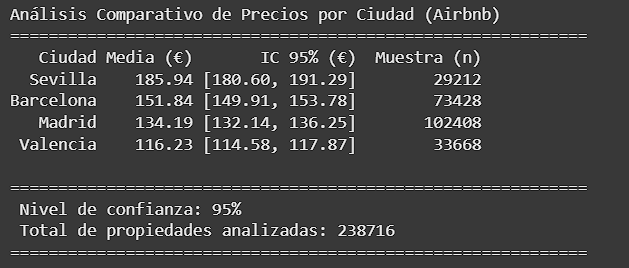 Análisis Comparativo de Precios por Ciudad (Airbnb)
============================================================
Ciudad Media (€) IC 95% (€) Muestra (n)
Sevilla 185.94 [180.60, 191.29] 29212
Barcelona 151.84 [149.91, 153.78] 73428
Madrid 134.19 [132.14, 136.25] 102408
Valencia 116.23 [114.58, 117.87] 33668
============================================================
Nivel de confianza: 95%
Total de propiedades analizadas: 238716
============================================================